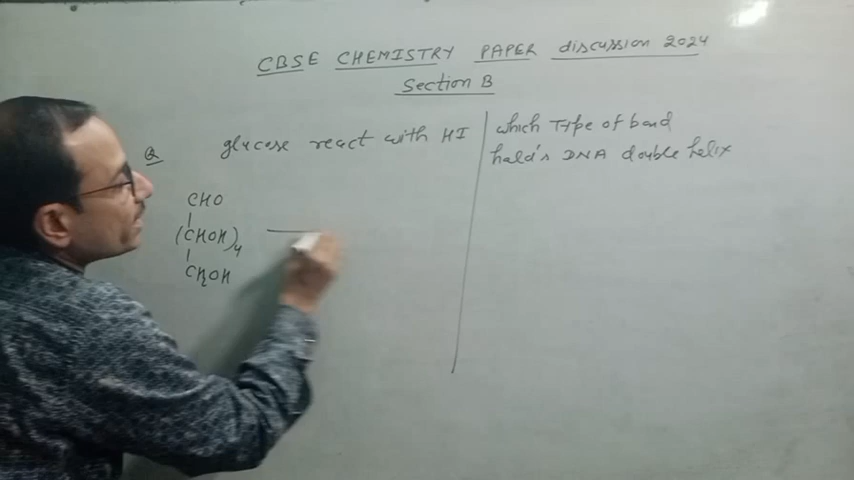 CBSE CHEMISTRY PAPER discussion 2024
Section B
Q glucose react with HI
CHO
(CHOH)4
CH2OH
which Type of bond
hold's DNA double helix